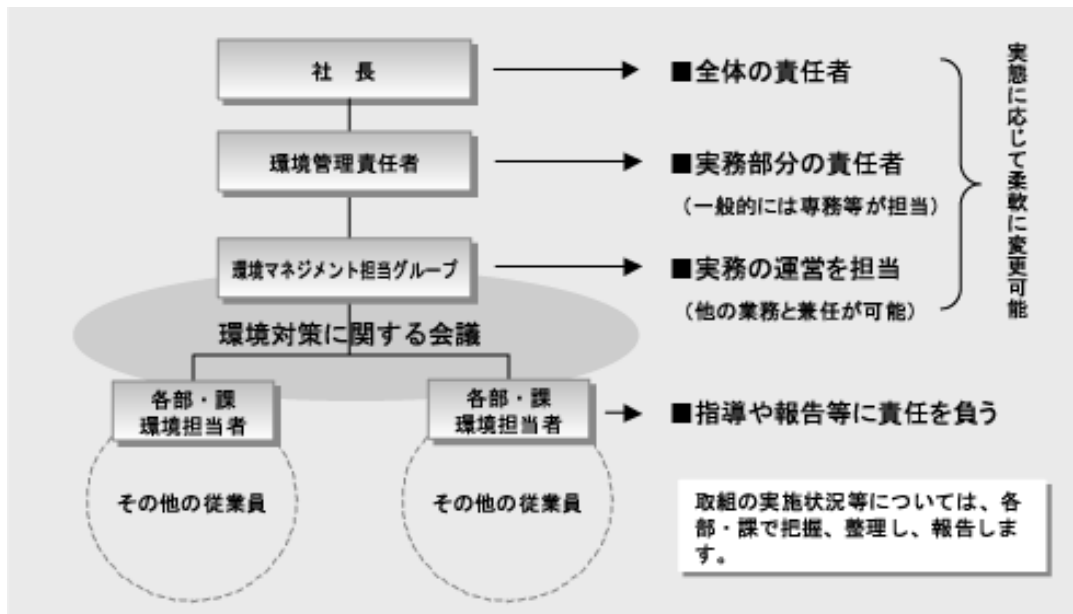 社　長
■全体の責任者
環境管理責任者
■実務部分の責任者
（一般的には専務等が担当）
環境マネジメント担当グループ
■実務の運営を担当
（他の業務と兼任が可能）
実態に応じて柔軟に変更可能
環境対策に関する会議
各部・課
環境担当者
各部・課
環境担当者
■指導や報告等に責任を負う
その他の従業員
その他の従業員
取組の実施状況等については、各
部・課で把握、整理し、報告しま
す。